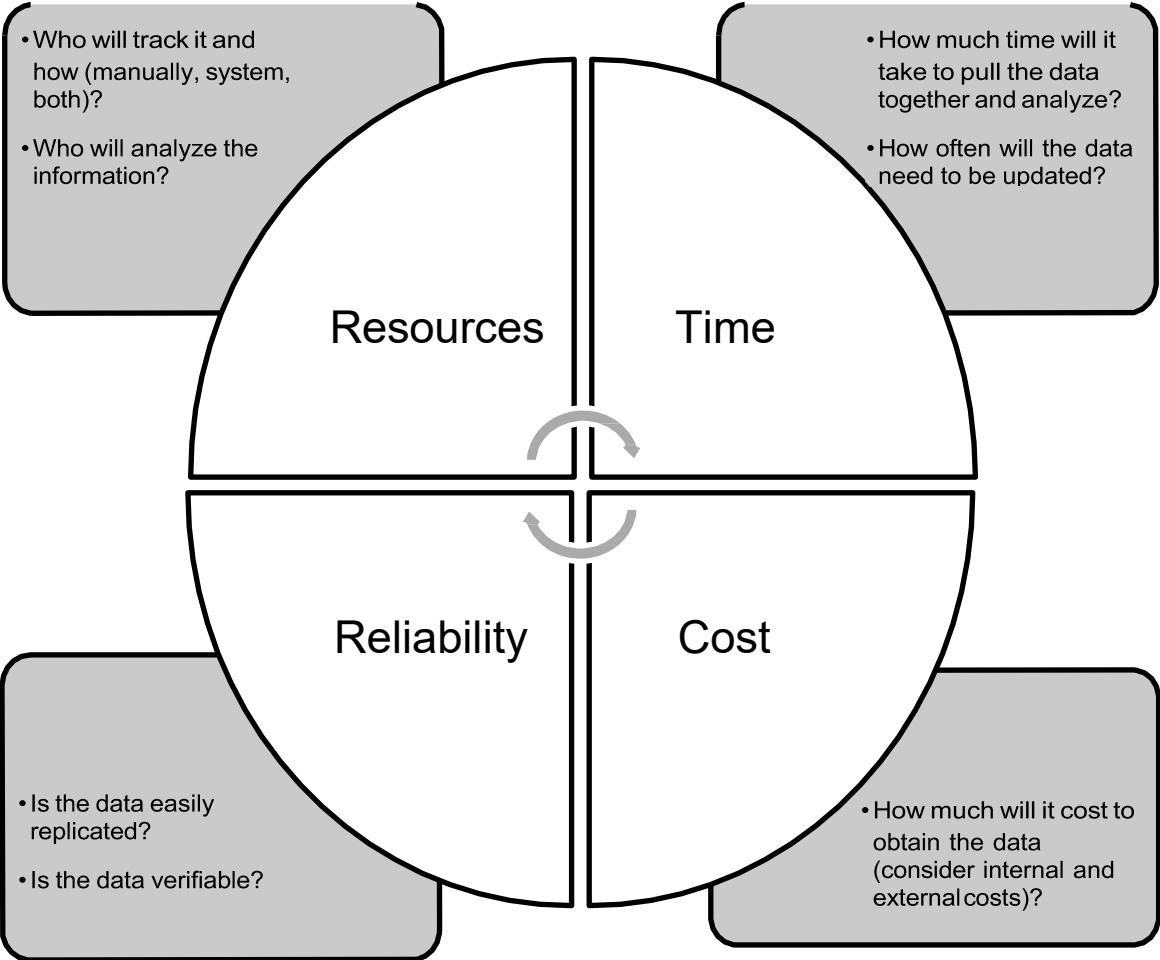 •Who will track it and
how (manually, system,
both)?
•Who will analyze the
information?
•How much time will it
take to pull the data
together and analyze?
•How often will the data
need to be updated?
Resources
Time
Reliability
Cost
•Is the data easily
replicated?
•Is the data verifiable?
•How much will it cost to
obtain the data
(consider internal and
external costs)?